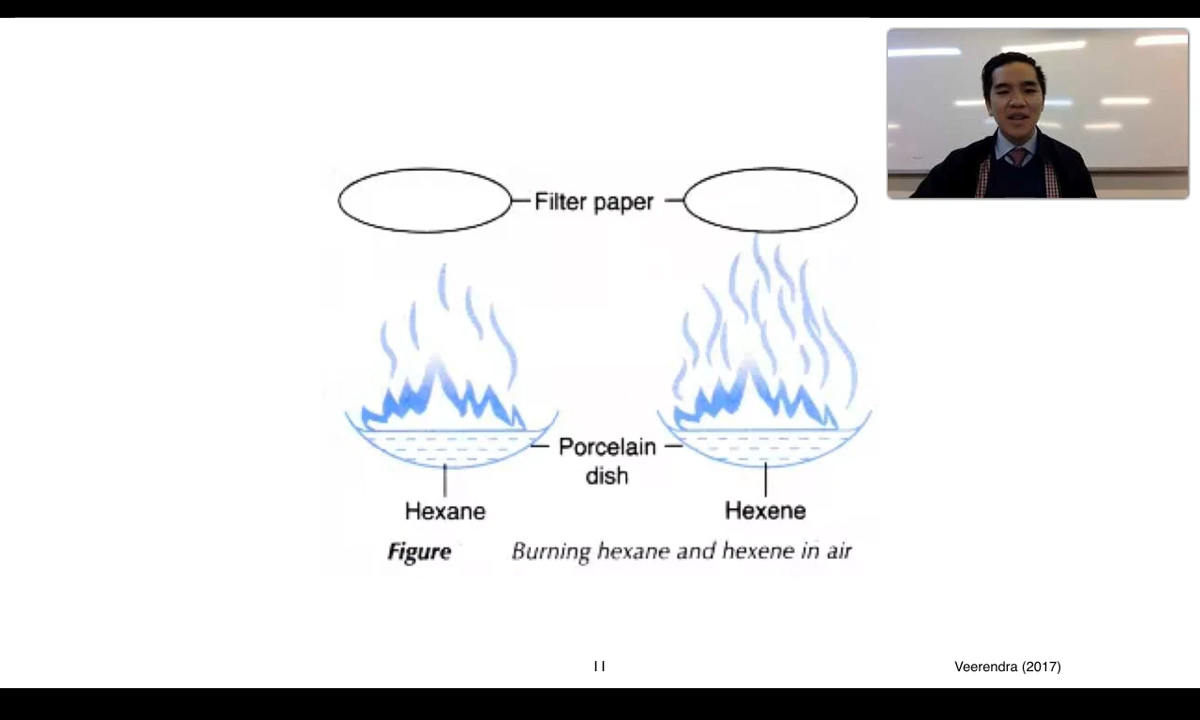 Filter paper
Porcelain
dish
Hexane
Hexene
Figure Burning hexane and hexene in air
11
Veerendra (2017)